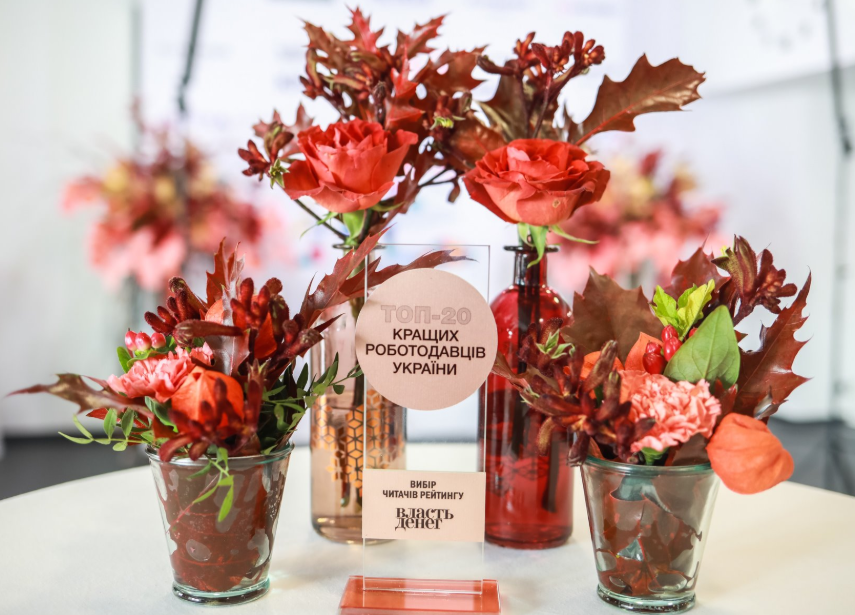 ТОП-20
КРАЩИХ
РОБОТОДАВЦІВ
УКРАЇНИ
ВИБІР
ЧИТАЧІВ РЕЙТИНГУ
власть
денег